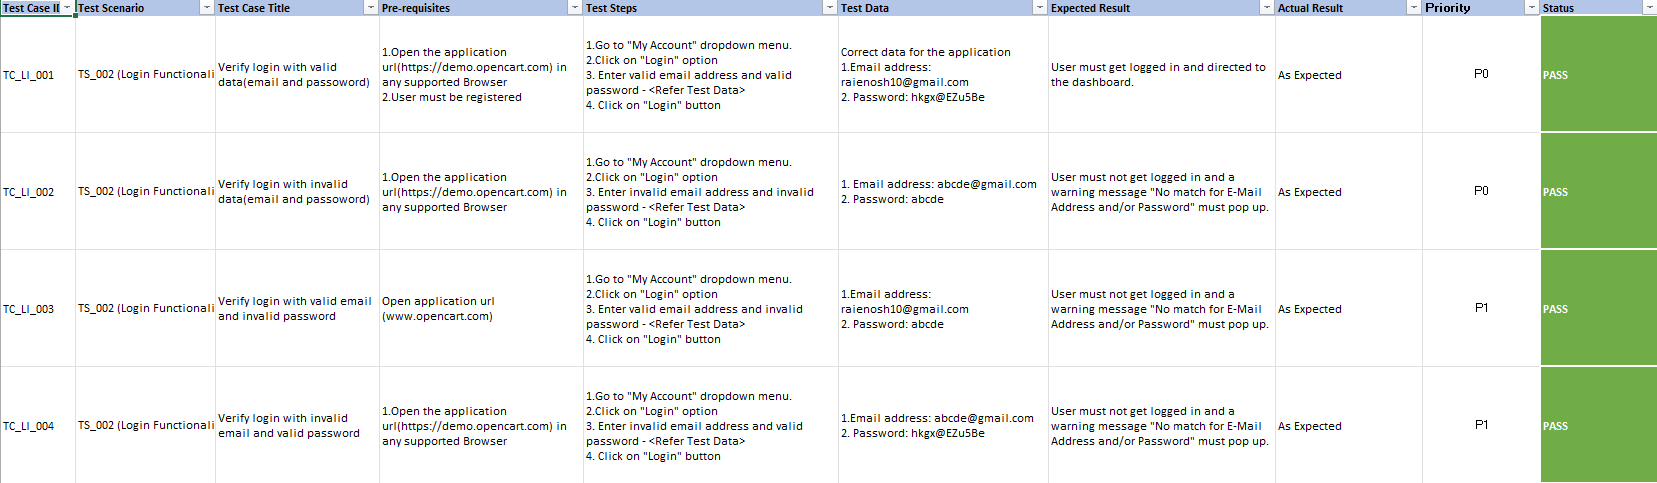 Test Case ID
Test Scenario
Test Case Title
Pre-requisites
Test Steps
Test Data
Expected Result
Actual Result
Priority
Status
TC_LI_001
TS_002 (Login Functionali
Verify login with valid
data(email and passoword)
1.Open the application
url(https://demo.opencart.com) in
any supported Browser
2.User must be registered
1.Go to "My Account" dropdown menu.
2.Click on "Login" option
3. Enter valid email address and valid
password - <Refer Test Data>
4. Click on "Login" button
Correct data for the application
1.Email address:
raienosh10@gmail.com
2. Password: hkgx@EZu5Be
User must get logged in and directed to
the dashboard.
As Expected
P0
PASS
TC_LI_002
TS_002 (Login Functionali
Verify login with invalid
data(email and passoword)
1.Open the application
url(https://demo.opencart.com) in
any supported Browser
1.Go to "My Account" dropdown menu.
2.Click on "Login" option
3. Enter invalid email address and invalid
password - <Refer Test Data>
4. Click on "Login" button
1. Email address: abcde@gmail.com
2. Password: abcde
User must not get logged in and a
warning message "No match for E-Mail
Address and/or Password" must pop up.
As Expected
P0
PASS
TC_LI_003
TS_002 (Login Functionali
Verify login with valid email
and invalid password
Open application url
(www.opencart.com)
1.Go to "My Account" dropdown menu.
2.Click on "Login" option
3. Enter valid email address and invalid
password - <Refer Test Data>
4. Click on "Login" button
1.Email address:
raienosh10@gmail.com
2. Password: abcde
User must not get logged in and a
warning message "No match for E-Mail
Address and/or Password" must pop up.
As Expected
P1
PASS
TC_LI_004
TS_002 (Login Functionali
Verify login with invalid
email and valid password
1.Open the application
url(https://demo.opencart.com) in
any supported Browser
1.Go to "My Account" dropdown menu.
2.Click on "Login" option
3. Enter invalid email address and valid
password - <Refer Test Data>
4. Click on "Login" button
1.Email address: abcde@gmail.com
2. Password: hkgx@EZu5Be
User must not get logged in and a
warning message "No match for E-Mail
Address and/or Password" must pop up.
As Expected
P1
PASS